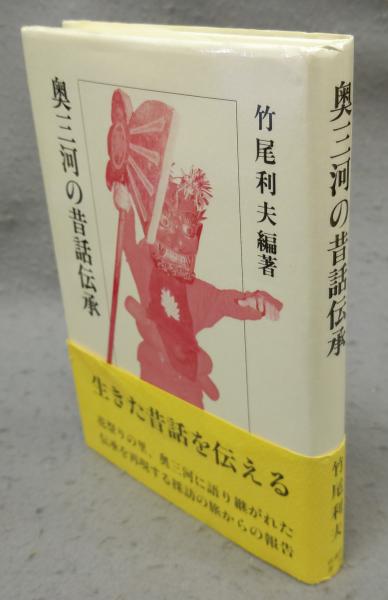 奥三河の昔話伝承
竹尾利夫編著
生きた昔話を伝える
花祭りの里、奥三河に語り継がれた
伝承を再現する採訪の旅からの報告
奥三河の昔話伝承
竹尾利夫